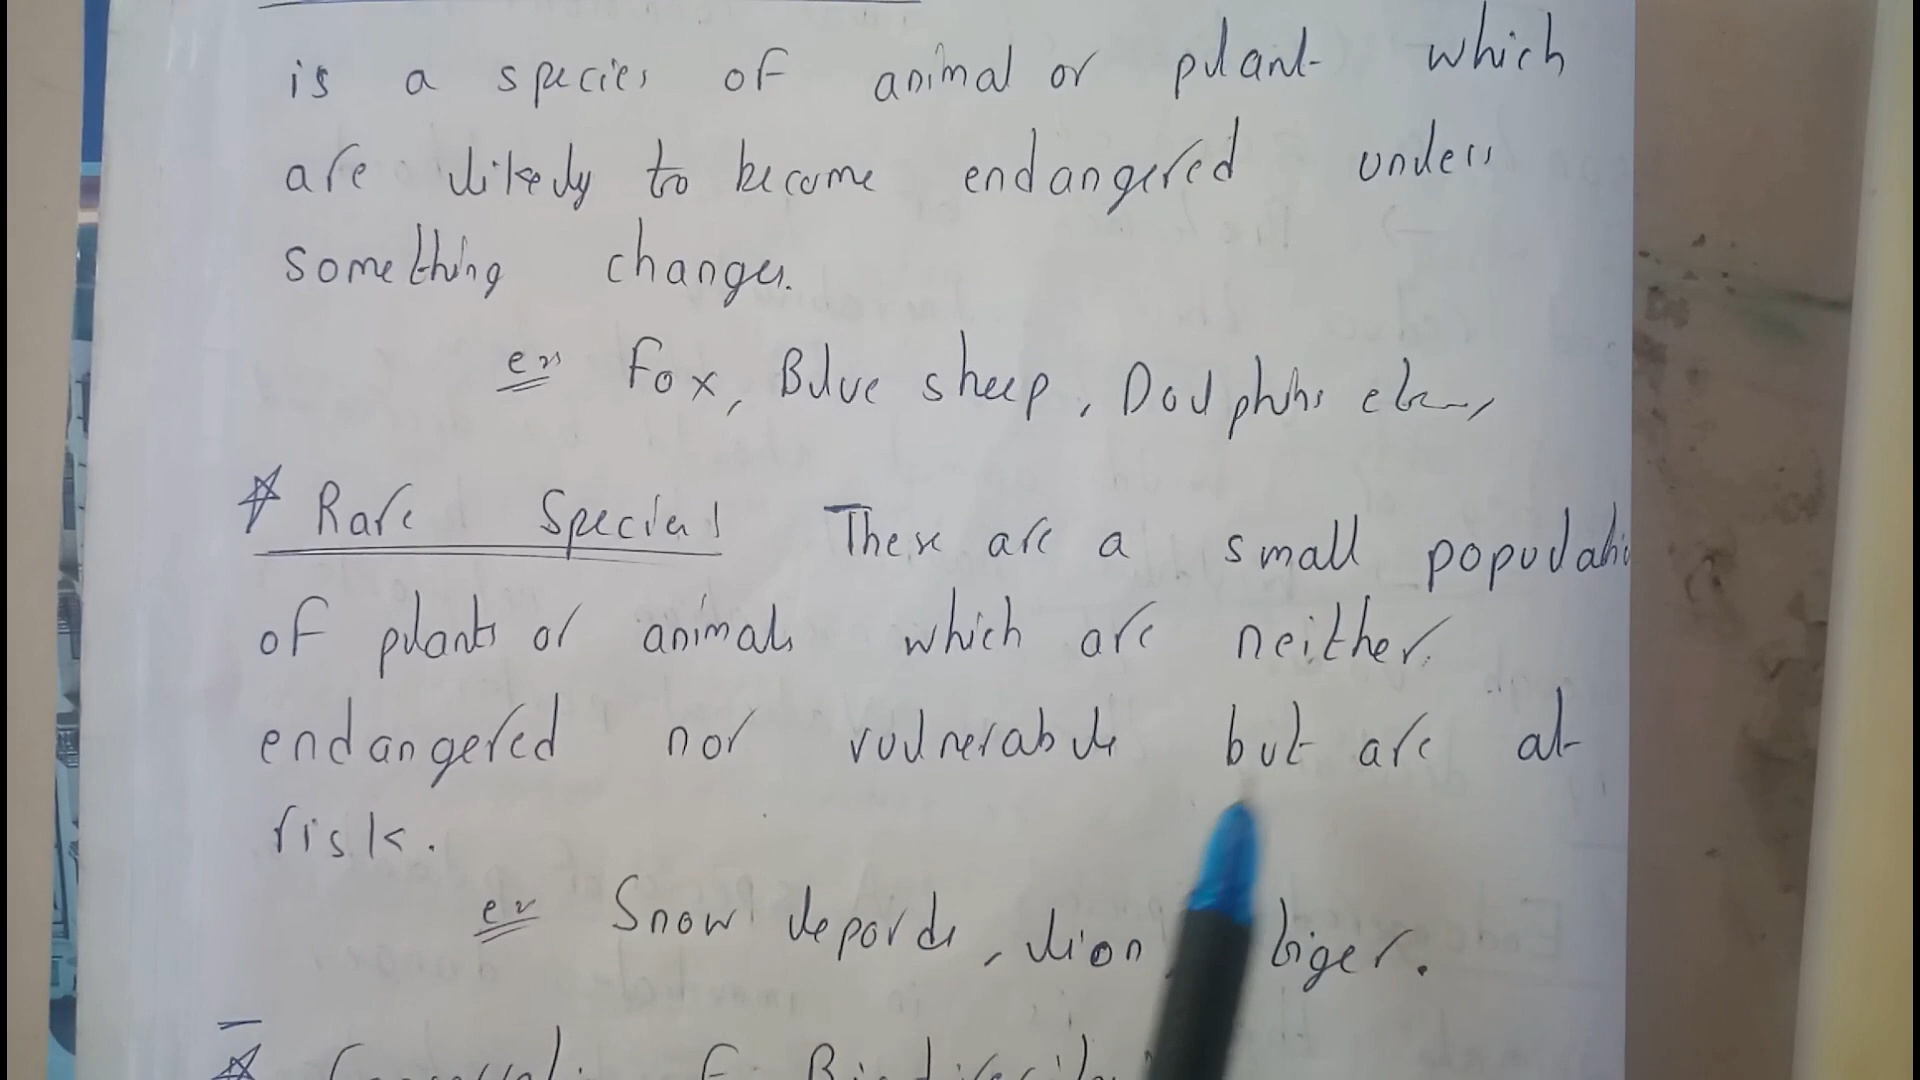 is a species of animal or plant which
are likely to become endangered under
something changes.
ex Fox, Blue sheep, Dolphins etc.,
☆ Rare Species These are a small populati
of plants or animals which are neither
endangered nor vulnerable but are at
risk.
ex Snow leopards, lion, tiger.